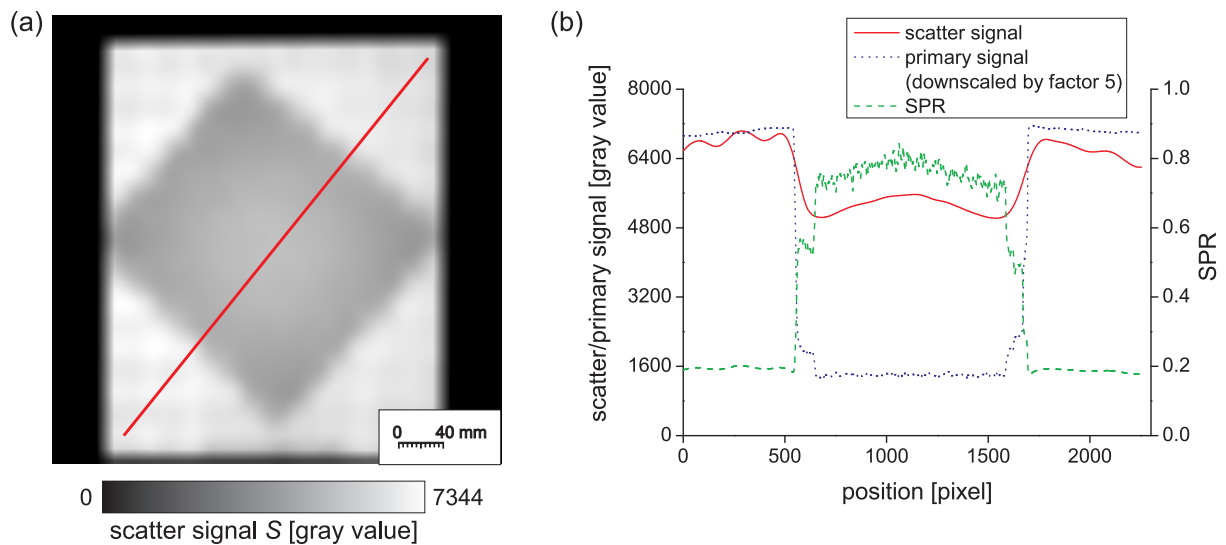 (a)
0 40 mm
0 7344
scatter signal S [gray value]
(b)
scatter signal
primary signal
(downscaled by factor 5)
SPR
scatter/primary signal [gray value]
8000
6400
4800
3200
1600
0
1.0
0.8
0.6
0.4
0.2
0.0
SPR
0 500 1000 1500 2000
position [pixel]